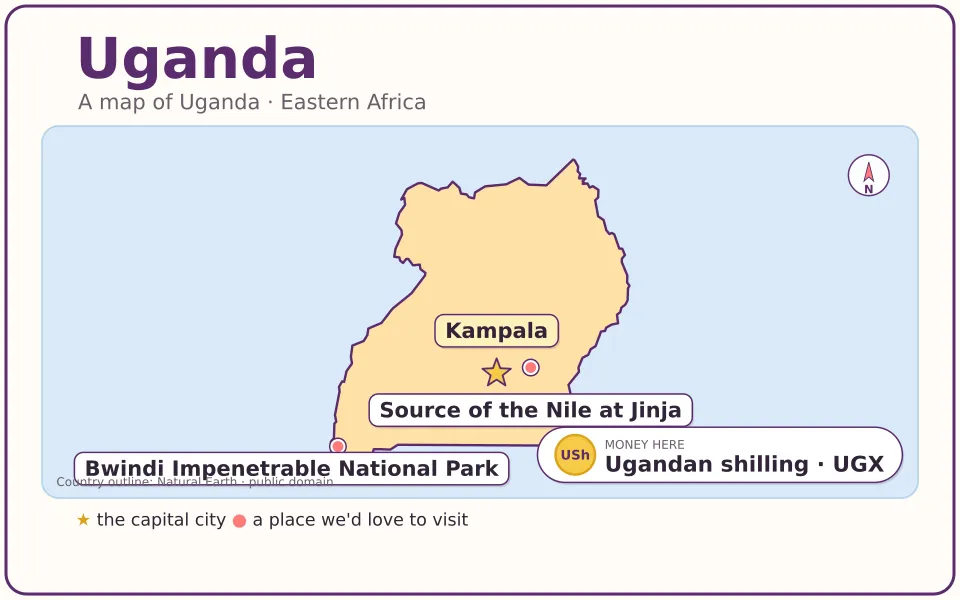 Uganda
A map of Uganda · Eastern Africa
N
Kampala
Source of the Nile at Jinja
MONEY HERE
USh
Ugandan shilling · UGX
Bwindi Impenetrable National Park
Country outline: Natural Earth · public domain
★ the capital city ● a place we'd love to visit